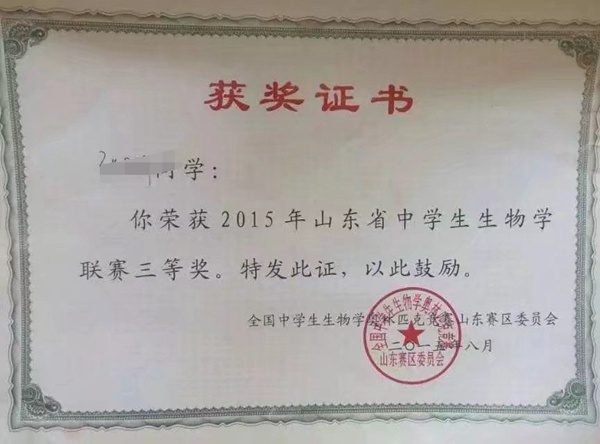 获奖证书
同学：
你荣获2015年山东省中学生生物学
联赛三等奖。特发此证，以此鼓励。
全国中学生生物学奥林匹克竞赛山东赛区委员会
二〇一五年八月
山东赛区委员会